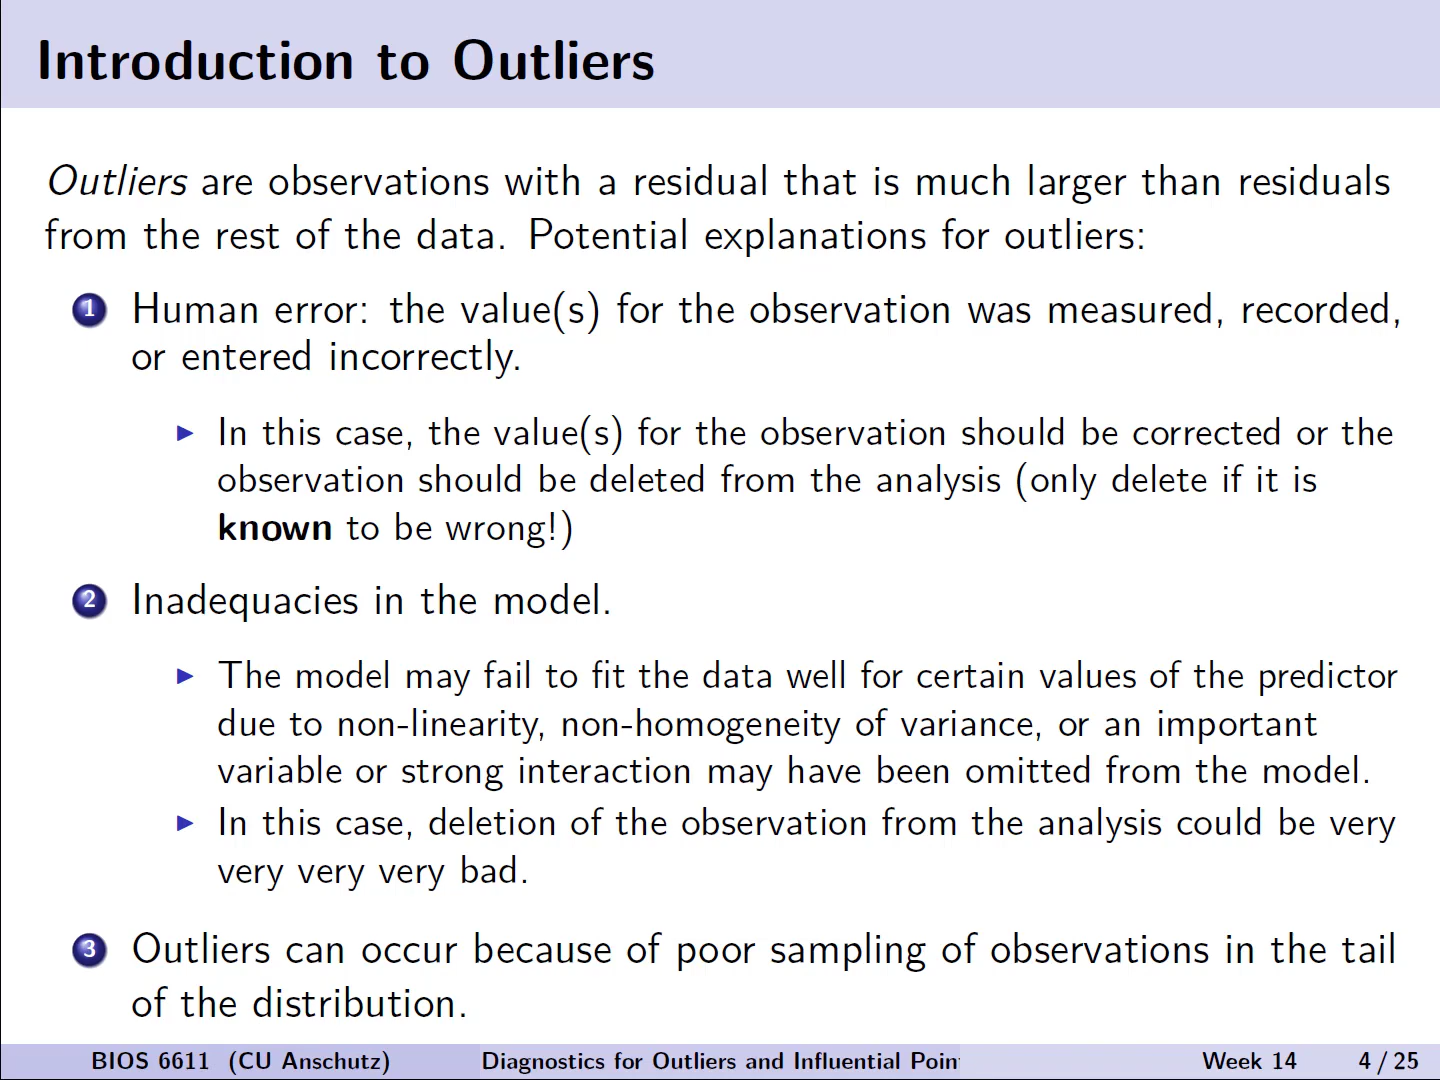 Introduction to Outliers
Outliers are observations with a residual that is much larger than residuals
from the rest of the data. Potential explanations for outliers:
1 Human error: the value(s) for the observation was measured, recorded,
or entered incorrectly.
▶ In this case, the value(s) for the observation should be corrected or the
observation should be deleted from the analysis (only delete if it is
known to be wrong!)
2 Inadequacies in the model.
▶ The model may fail to fit the data well for certain values of the predictor
due to non-linearity, non-homogeneity of variance, or an important
variable or strong interaction may have been omitted from the model.
▶ In this case, deletion of the observation from the analysis could be very
very very very bad.
3 Outliers can occur because of poor sampling of observations in the tail
of the distribution.
BIOS 6611 (CU Anschutz) Diagnostics for Outliers and Influential Poin Week 14 4 / 25